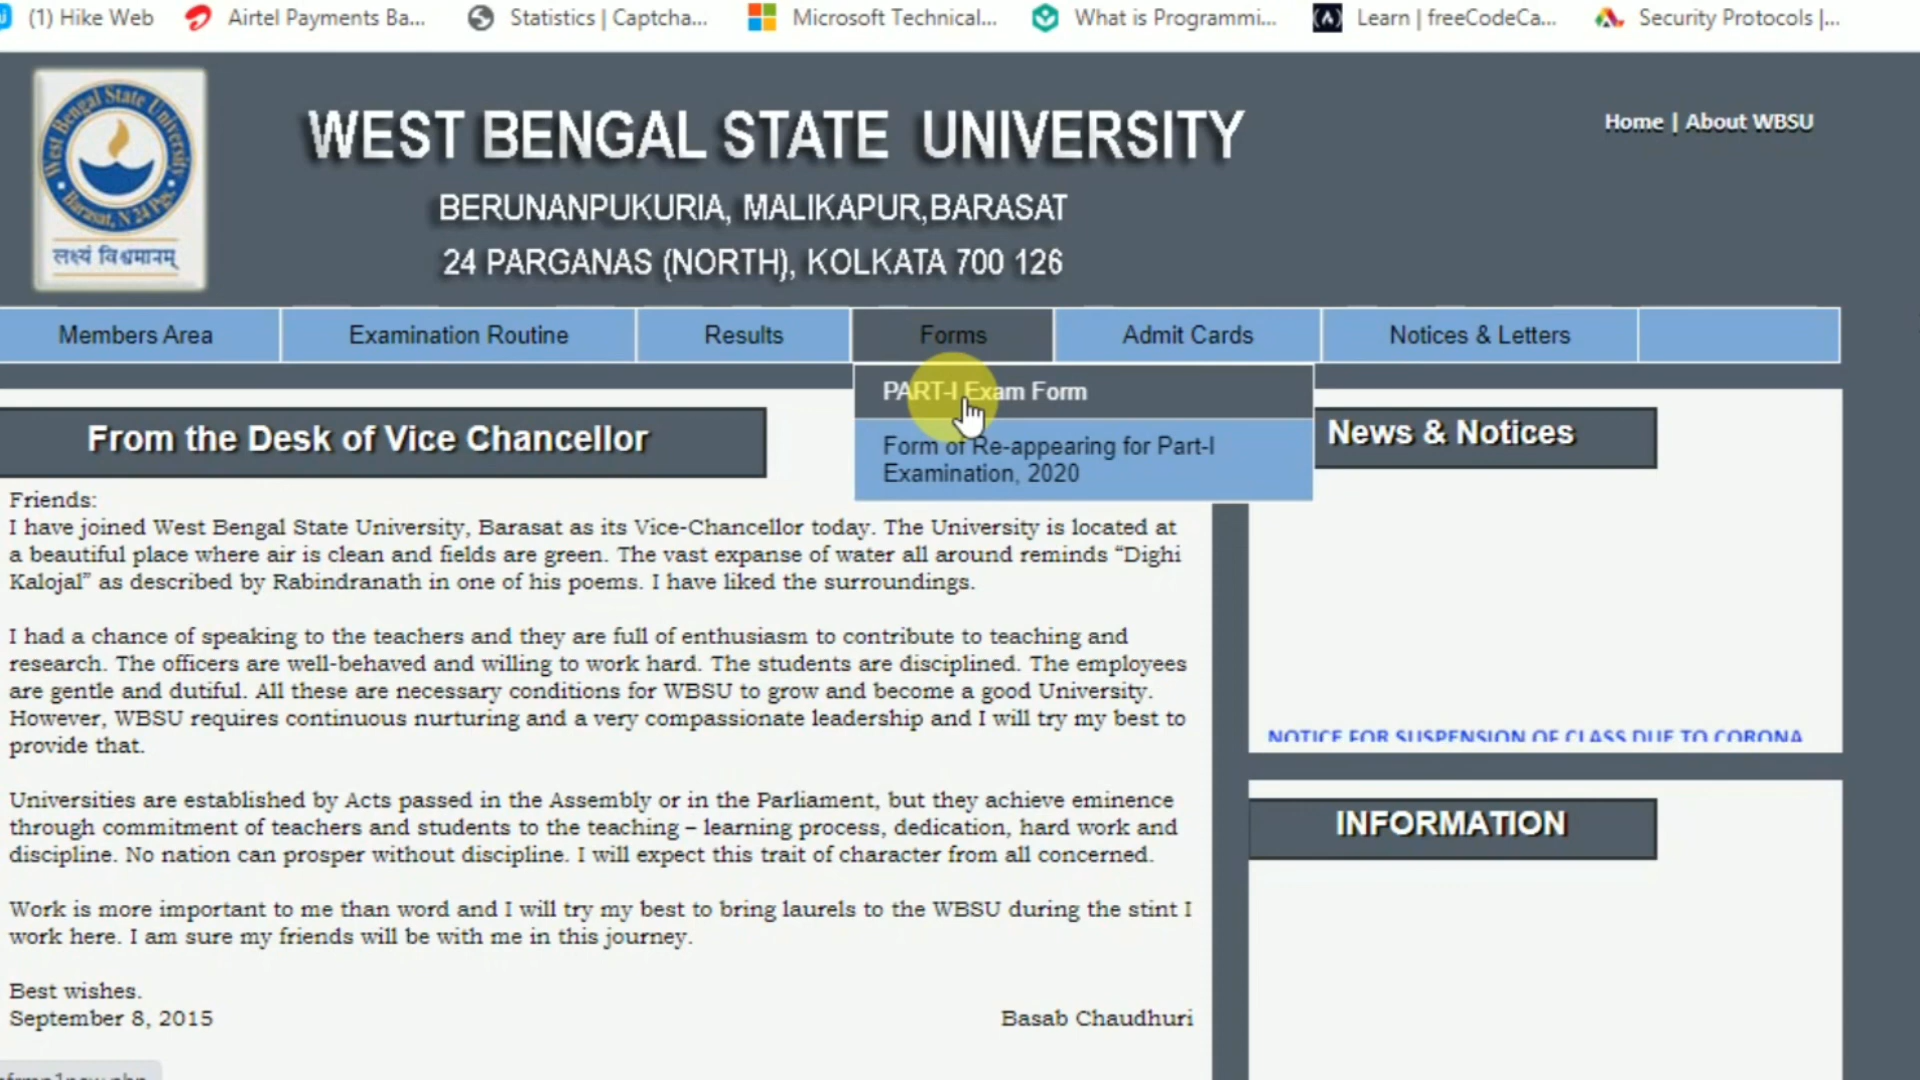 (1) Hike Web
Airtel Payments Ba...
Statistics | Captcha...
Microsoft Technical...
What is Programmi...
Learn | freeCodeCa...
Security Protocols |...
West Bengal State University
Barasat, N 24 Pgs.
लक्ष्यं विद्यमानम्
WEST BENGAL STATE UNIVERSITY
BERUNANPUKURIA, MALIKAPUR,BARASAT
24 PARGANAS (NORTH), KOLKATA 700 126
Home | About WBSU
Members Area
Examination Routine
Results
Forms
Admit Cards
Notices & Letters
PART-I Exam Form
Form of Re-appearing for Part-I
Examination, 2020
From the Desk of Vice Chancellor
Friends:
I have joined West Bengal State University, Barasat as its Vice-Chancellor today. The University is located at
a beautiful place where air is clean and fields are green. The vast expanse of water all around reminds “Dighi
Kalojal” as described by Rabindranath in one of his poems. I have liked the surroundings.
I had a chance of speaking to the teachers and they are full of enthusiasm to contribute to teaching and
research. The officers are well-behaved and willing to work hard. The students are disciplined. The employees
are gentle and dutiful. All these are necessary conditions for WBSU to grow and become a good University.
However, WBSU requires continuous nurturing and a very compassionate leadership and I will try my best to
provide that.
Universities are established by Acts passed in the Assembly or in the Parliament, but they achieve eminence
through commitment of teachers and students to the teaching – learning process, dedication, hard work and
discipline. No nation can prosper without discipline. I will expect this trait of character from all concerned.
Work is more important to me than word and I will try my best to bring laurels to the WBSU during the stint I
work here. I am sure my friends will be with me in this journey.
Best wishes.
September 8, 2015
Basab Chaudhuri
News & Notices
NOTICE FOR SUSPENSION OF CLASS DUE TO CORONA
INFORMATION